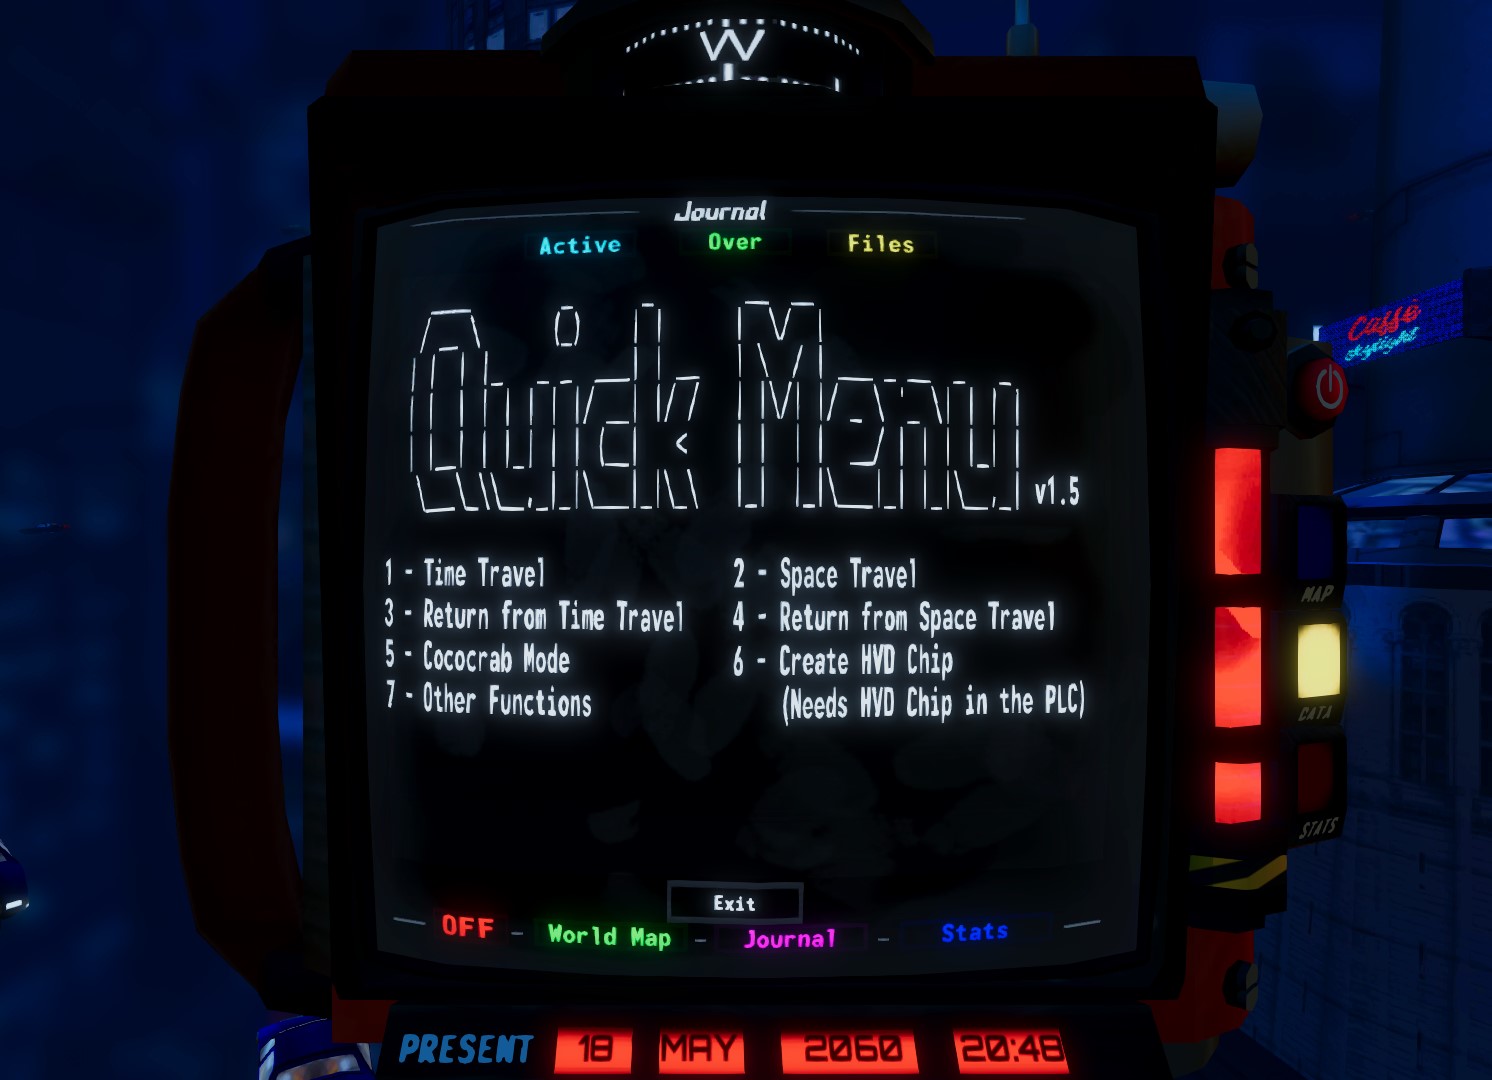 W
Journal
Active Over Files
Quick Menu v1.5
1 - Time Travel
2 - Space Travel
3 - Return from Time Travel
4 - Return from Space Travel
5 - Cococrab Mode
6 - Create HVD Chip
(Needs HVD Chip in the PLC)
7 - Other Functions
Exit
OFF - World Map - Journal - Stats
PRESENT 18 MAY 2060 20:48
MAP
DATA
STATS
skylight